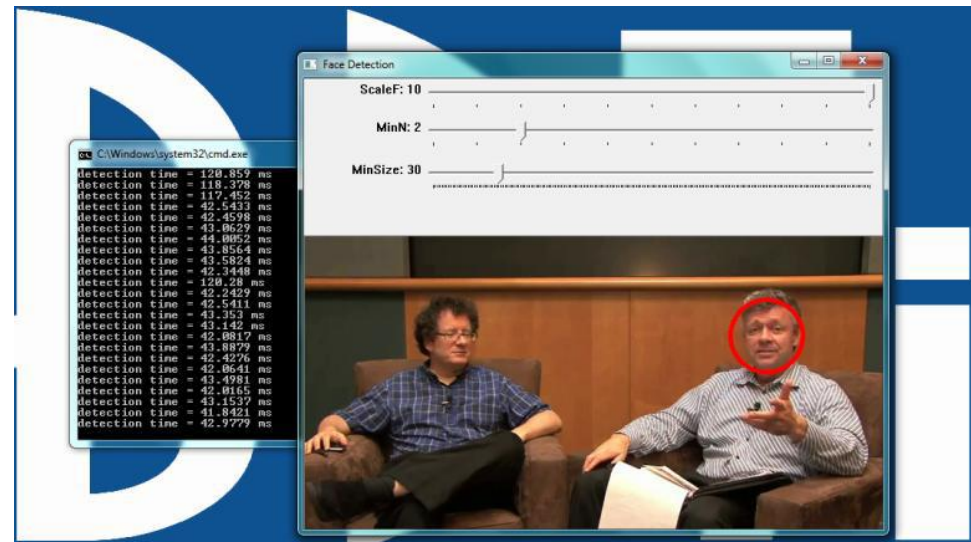 Face Detection
ScaleF: 10
MinN: 2
MinSize: 30
C:\Windows\system32\cmd.exe
detection time = 120.859 ms
detection time = 118.378 ms
detection time = 117.452 ms
detection time = 42.5433 ms
detection time = 42.4598 ms
detection time = 43.0629 ms
detection time = 44.0052 ms
detection time = 43.8564 ms
detection time = 43.5824 ms
detection time = 42.3448 ms
detection time = 120.28 ms
detection time = 42.2429 ms
detection time = 42.5411 ms
detection time = 43.353 ms
detection time = 43.142 ms
detection time = 42.0817 ms
detection time = 43.8879 ms
detection time = 42.4276 ms
detection time = 42.0641 ms
detection time = 43.4981 ms
detection time = 42.0165 ms
detection time = 43.1537 ms
detection time = 41.8421 ms
detection time = 42.9779 ms